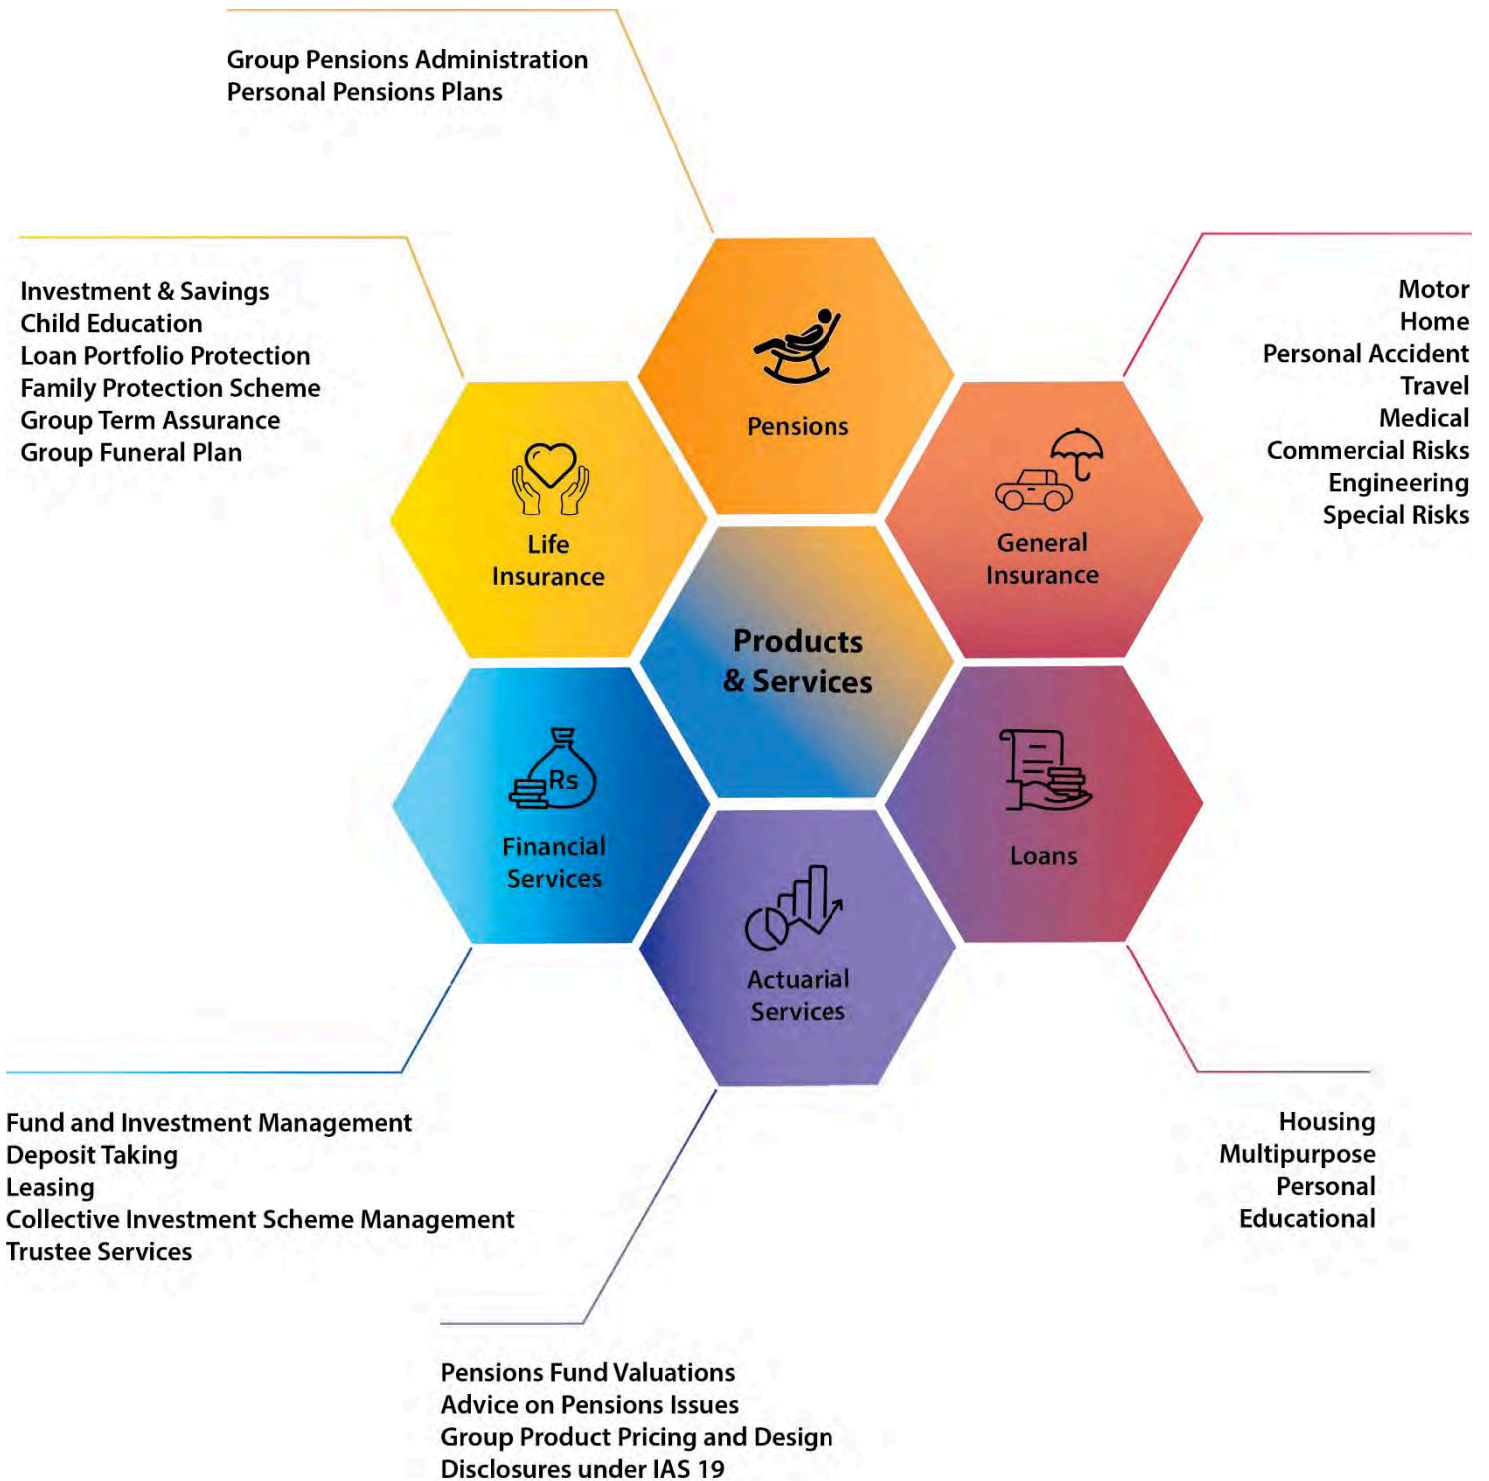 Group Pensions Administration
Personal Pensions Plans
Investment & Savings
Child Education
Loan Portfolio Protection
Family Protection Scheme
Group Term Assurance
Group Funeral Plan
Motor
Home
Personal Accident
Travel
Medical
Commercial Risks
Engineering
Special Risks
Pensions
Life
Insurance
General
Insurance
Products
& Services
Rs
Financial
Services
Loans
Actuarial
Services
Fund and Investment Management
Deposit Taking
Leasing
Collective Investment Scheme Management
Trustee Services
Housing
Multipurpose
Personal
Educational
Pensions Fund Valuations
Advice on Pensions Issues
Group Product Pricing and Design
Disclosures under IAS 19